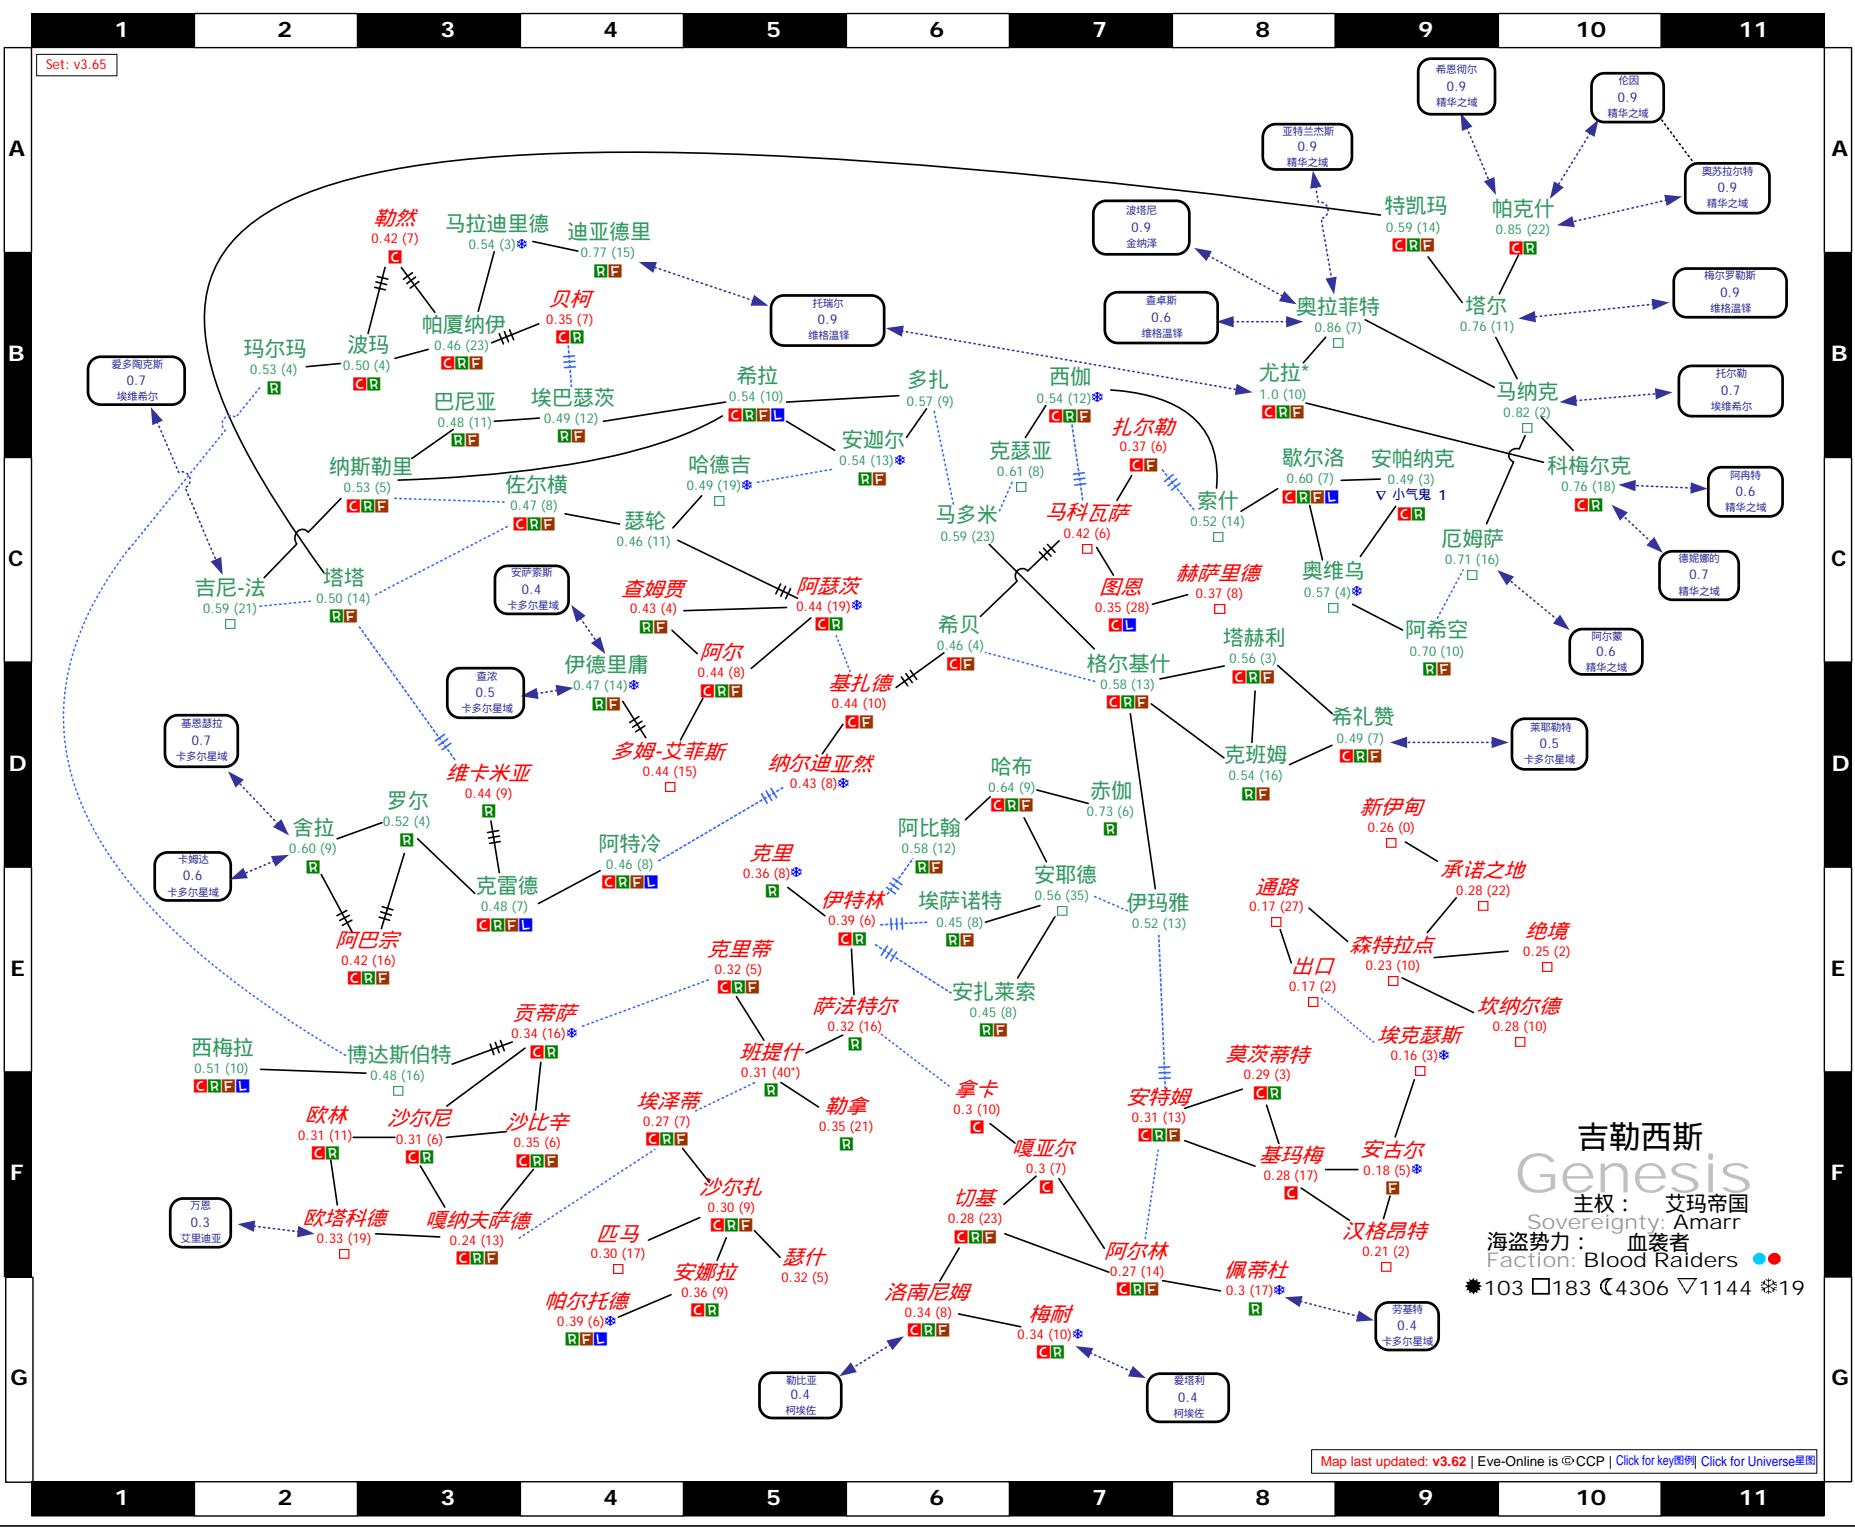 1 2 3 4 5 6 7 8 9 10 11
Set: v3.65
A
A
希恩彻尔
0.9
精华之域
伦因
0.9
精华之域
亚特兰杰斯
0.9
精华之域
奥苏拉尔特
0.9
精华之域
波塔尼
0.9
金纳泽
特凯玛
0.59 (14)
C R F
帕克什
0.85 (22)
C R
勒然
0.42 (7)
C
马拉迪里德
0.54 (3)❄
迪亚德里
0.77 (15)
R F
B
B
梅尔罗勒斯
0.9
维格温铎
托瑞尔
0.9
维格温铎
查卓斯
0.6
维格温铎
奥拉菲特
0.86 (7)
塔尔
0.76 (11)
贝柯
0.35 (7)
C R
帕厦纳伊
0.46 (23)
C R F
波玛
0.50 (4)
C R
玛尔玛
0.53 (4)
R
爱多陶克斯
0.7
埃维希尔
希拉
0.54 (10)
C R F L
多扎
0.57 (9)
西伽
0.54 (12)❄
C R F
尤拉*
1.0 (10)
C R F
马纳克
0.82 (2)
托尔勒
0.7
埃维希尔
巴尼亚
0.48 (11)
R F
埃巴瑟茨
0.49 (12)
R F
安迦尔
0.54 (13)❄
R F
扎尔勒
0.37 (6)
C F
C
C
纳斯勒里
0.53 (5)
C R F
佐尔横
0.47 (8)
C R F
哈德吉
0.49 (19)❄
克瑟亚
0.61 (8)
歇尔洛
0.60 (7)
C R F L
安帕纳克
0.49 (3)
▽ 小气鬼 1
C R
科梅尔克
0.76 (18)
C R
阿冉特
0.6
精华之域
瑟轮
0.46 (11)
马多米
0.59 (23)
马科瓦萨
0.42 (6)
索什
0.52 (14)
厄姆萨
0.71 (16)
德妮娜的
0.7
精华之域
吉尼-法
0.59 (21)
塔塔
0.50 (14)
R F
安萨索斯
0.4
卡多尔星域
查姆贾
0.43 (4)
R F
阿瑟茨
0.44 (19)❄
C R
图恩
0.35 (28)
C L
赫萨里德
0.37 (8)
奥维乌
0.57 (4)❄
阿希空
0.70 (10)
R F
阿尔蒙
0.6
精华之域
希贝
0.46 (4)
C F
塔赫利
0.56 (3)
C R F
D
D
查浓
0.5
卡多尔星域
伊德里庸
0.47 (14)❄
R F
阿尔
0.44 (8)
C R F
基扎德
0.44 (10)
C F
格尔基什
0.58 (13)
C R F
希礼赞
0.49 (7)
C R F
莱耶勒特
0.5
卡多尔星域
基恩瑟拉
0.7
卡多尔星域
多姆-艾菲斯
0.44 (15)
纳尔迪亚然
0.43 (8)❄
克班姆
0.54 (16)
R F
维卡米亚
0.44 (9)
R
哈布
0.64 (9)
C R F
赤伽
0.73 (6)
R
罗尔
0.52 (4)
R
舍拉
0.60 (9)
R
阿特冷
0.46 (8)
C R F L
阿比翰
0.58 (12)
R F
新伊甸
0.26 (0)
卡姆达
0.6
卡多尔星域
E
E
克里
0.36 (8)❄
R
安耶德
0.56 (35)
承诺之地
0.28 (22)
克雷德
0.48 (7)
C R F L
伊特林
0.39 (6)
C R
埃萨诺特
0.45 (8)
R F
伊玛雅
0.52 (13)
通路
0.17 (27)
阿巴宗
0.42 (16)
C R F
克里蒂
0.32 (5)
C R F
森特拉点
0.23 (10)
绝境
0.25 (2)
出口
0.17 (2)
安扎莱索
0.45 (8)
R F
萨法特尔
0.32 (16)
R
贡蒂萨
0.34 (16)❄
C R
坎纳尔德
0.28 (10)
埃克瑟斯
0.16 (3)❄
西梅拉
0.51 (10)
C R F L
博达斯伯特
0.48 (16)
班提什
0.31 (40*)
R
莫茨蒂特
0.29 (3)
C R
F
F
欧林
0.31 (11)
C R
沙尔尼
0.31 (6)
C R
沙比辛
0.35 (6)
C R F
埃泽蒂
0.27 (7)
C R F
勒拿
0.35 (21)
R
拿卡
0.3 (10)
C
安特姆
0.31 (13)
C R F
嘎亚尔
0.3 (7)
C
基玛梅
0.28 (17)
C
安古尔
0.18 (5)❄
F
吉勒西斯
Genesis
主权： 艾玛帝国
Sovereignty: Amarr
海盗势力： 血袭者
Faction: Blood Raiders
103 183 4306 1144 19
万恩
0.3
艾里迪亚
欧塔科德
0.33 (19)
嘎纳夫萨德
0.24 (13)
C R F
沙尔扎
0.30 (9)
C R F
切基
0.28 (23)
C R F
匹马
0.30 (17)
瑟什
0.32 (5)
阿尔林
0.27 (14)
C R F
汉格昂特
0.21 (2)
G
G
安娜拉
0.36 (9)
C R
佩蒂杜
0.3 (17)❄
R
帕尔托德
0.39 (6)❄
R F L
洛南尼姆
0.34 (8)
C R F
梅耐
0.34 (10)❄
C R
劳基特
0.4
卡多尔星域
勒比亚
0.4
柯埃佐
爱塔利
0.4
柯埃佐
Map last updated: v3.62 | Eve-Online is ©CCP | Click for key图例| Click for Universe星图
1 2 3 4 5 6 7 8 9 10 11